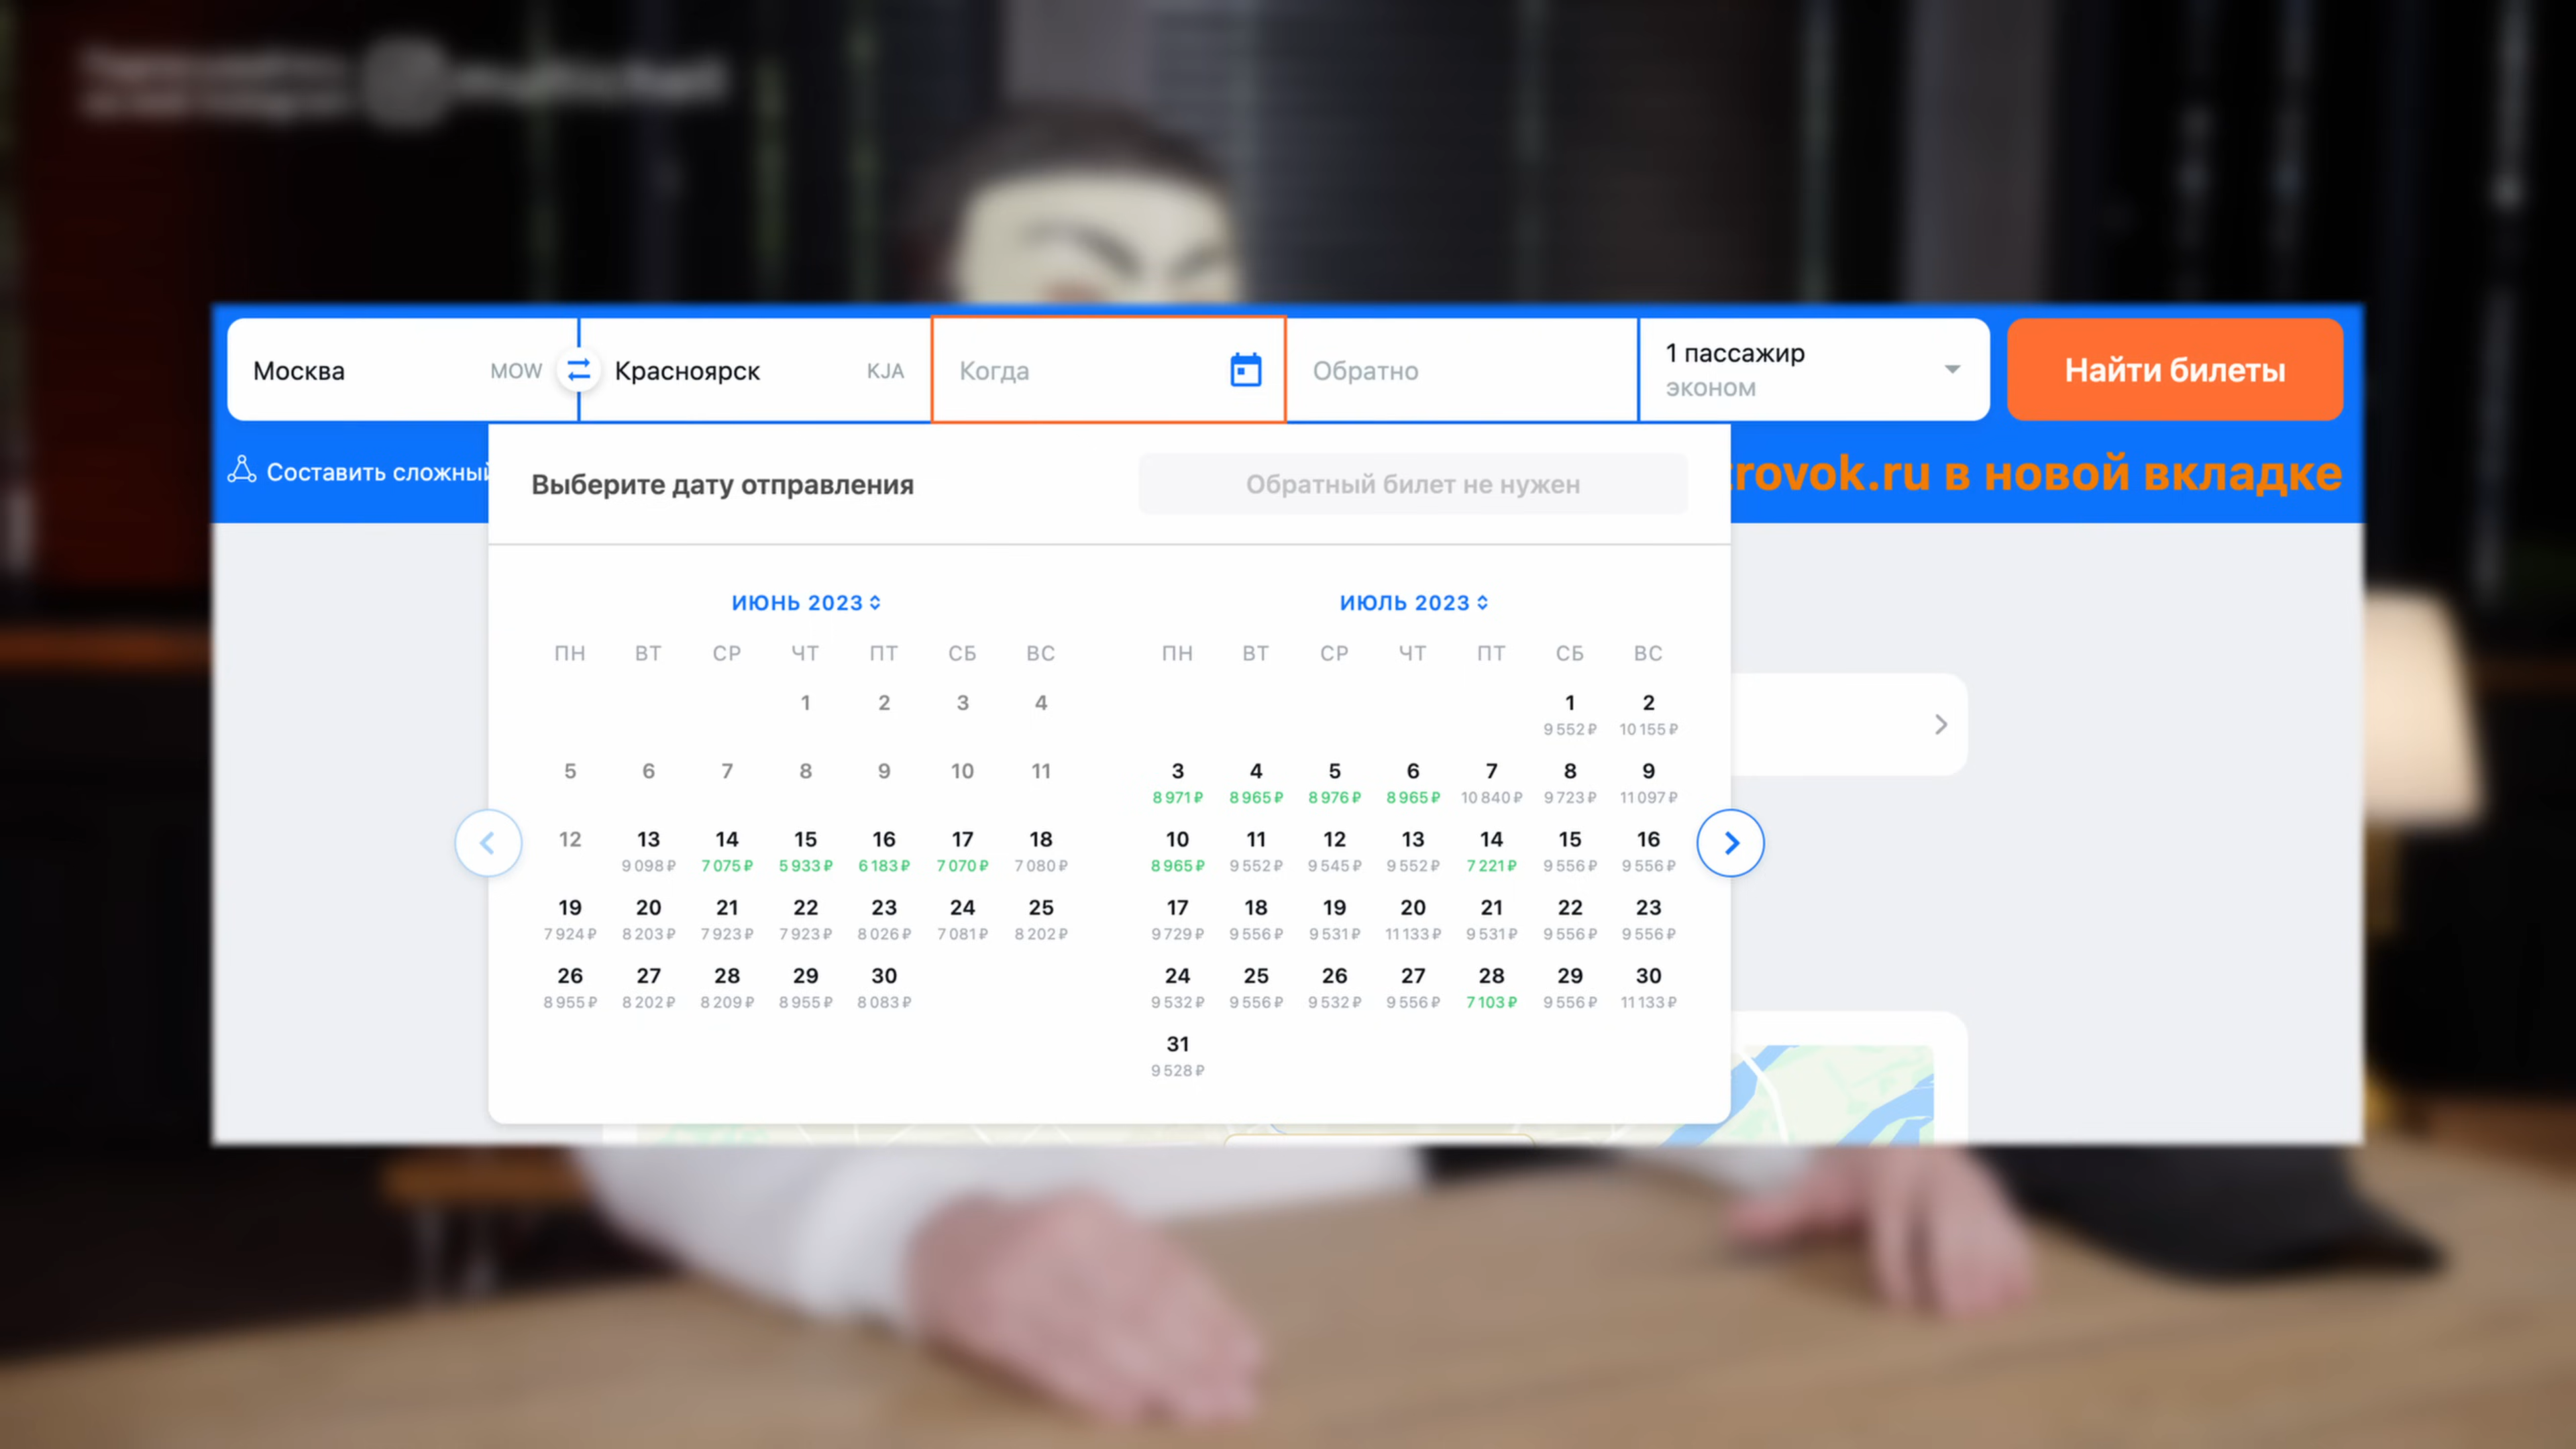 Москва MOW Красноярск KJA Когда Обратно 1 пассажир Найти билеты
эконом
Составить сложный rovok.ru в новой вкладке
Выберите дату отправления Обратный билет не нужен
ИЮНЬ 2023 ИЮЛЬ 2023
ПН ВТ СР ЧТ ПТ СБ ВС ПН ВТ СР ЧТ ПТ СБ ВС
1 2 3 4 1 2
9 552 ₽ 10 155 ₽
5 6 7 8 9 10 11 3 4 5 6 7 8 9
8 971 ₽ 8 965 ₽ 8 976 ₽ 8 965 ₽ 10 840 ₽ 9 723 ₽ 11 097 ₽
12 13 14 15 16 17 18 10 11 12 13 14 15 16
9 098 ₽ 7 075 ₽ 5 933 ₽ 6 183 ₽ 7 070 ₽ 7 080 ₽ 8 965 ₽ 9 552 ₽ 9 545 ₽ 9 552 ₽ 7 221 ₽ 9 556 ₽ 9 556 ₽
19 20 21 22 23 24 25 17 18 19 20 21 22 23
7 924 ₽ 8 203 ₽ 7 923 ₽ 7 923 ₽ 8 026 ₽ 7 081 ₽ 8 202 ₽ 9 729 ₽ 9 556 ₽ 9 531 ₽ 11 133 ₽ 9 531 ₽ 9 556 ₽ 9 556 ₽
26 27 28 29 30 24 25 26 27 28 29 30
8 955 ₽ 8 202 ₽ 8 209 ₽ 8 955 ₽ 8 083 ₽ 9 532 ₽ 9 556 ₽ 9 532 ₽ 9 556 ₽ 7 103 ₽ 9 556 ₽ 11 133 ₽
31
9 528 ₽